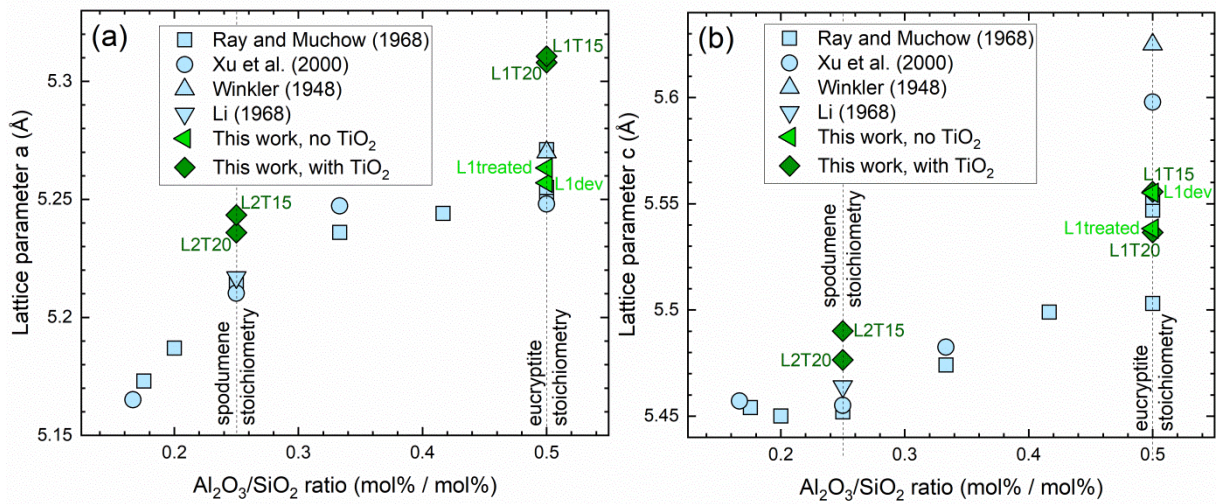 (a)
Ray and Muchow (1968)
Xu et al. (2000)
Winkler (1948)
Li (1968)
This work, no TiO₂
This work, with TiO₂
L1T15
L1T20
L1treated
L1dev
L2T15
L2T20
spodumene
stoichiometry
eucryptite
stoichiometry
Lattice parameter a (Å)
5.3
5.25
5.2
5.15
0.2
0.3
0.4
0.5
Al₂O₃/SiO₂ ratio (mol% / mol%)
(b)
Ray and Muchow (1968)
Xu et al. (2000)
Winkler (1948)
Li (1968)
This work, no TiO₂
This work, with TiO₂
L1T15
L1dev
L1treated
L1T20
L2T15
L2T20
spodumene
stoichiometry
eucryptite
stoichiometry
Lattice parameter c (Å)
5.6
5.55
5.5
5.45
0.2
0.3
0.4
0.5
Al₂O₃/SiO₂ ratio (mol% / mol%)